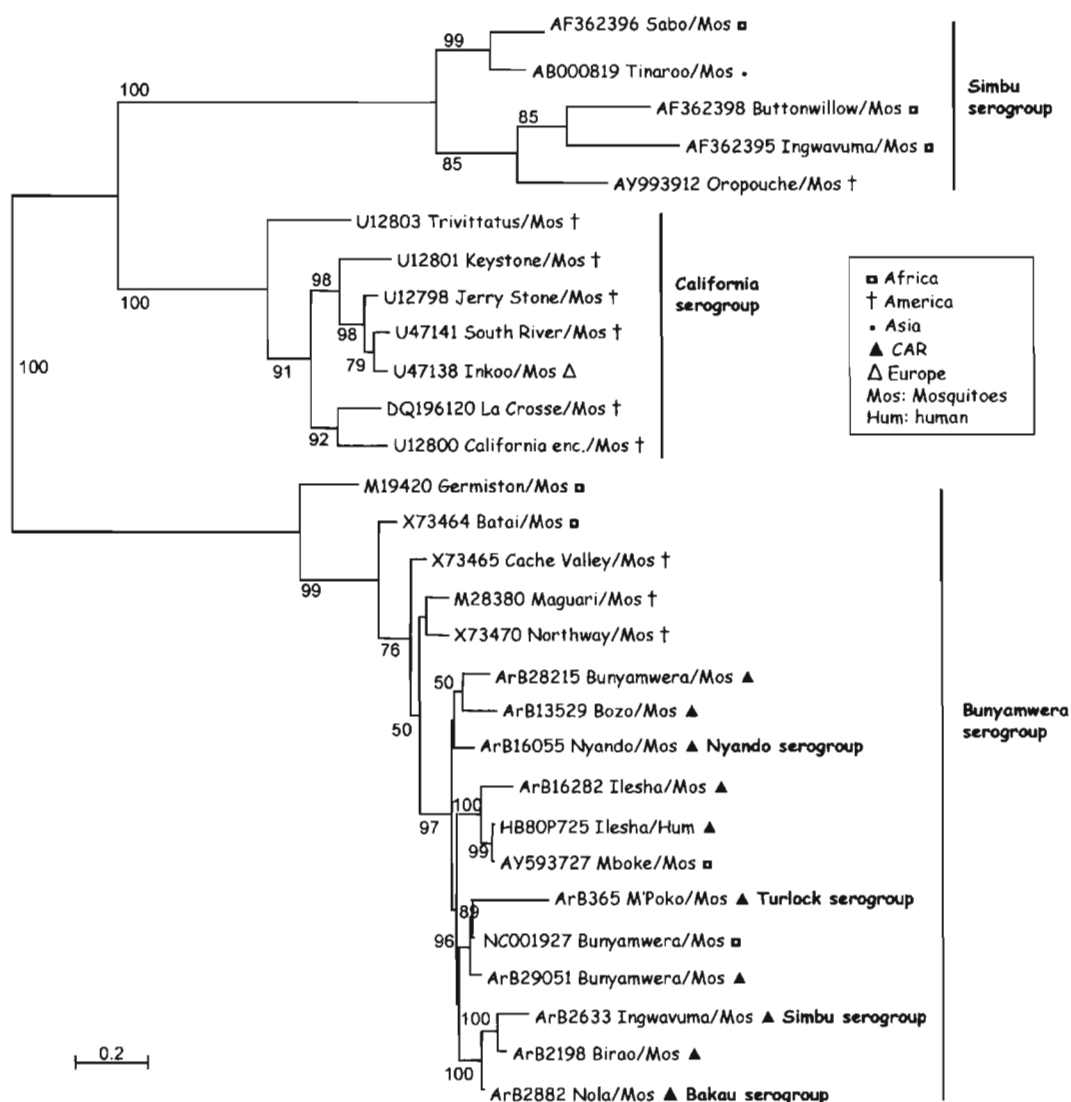 AF362396 Sabo/Mos ◘
99
AB000819 Tinaroo/Mos •
100
Simbu
serogroup
AF362398 Buttonwillow/Mos ◘
85
AF362395 Ingwavuma/Mos ◘
85
AY993912 Oropouche/Mos †
U12803 Trivittatus/Mos †
U12801 Keystone/Mos †
98
California
serogroup
U12798 Jerry Stone/Mos †
100
98
U47141 South River/Mos †
79
U47138 Inkoo/Mos Δ
91
DQ196120 La Crosse/Mos †
92
U12800 California enc./Mos †
◘ Africa
† America
• Asia
▲ CAR
Δ Europe
Mos: Mosquitoes
Hum: human
100
M19420 Germiston/Mos ◘
X73464 Batai/Mos ◘
X73465 Cache Valley/Mos †
99
M28380 Maguari/Mos †
X73470 Northway/Mos †
76
ArB28215 Bunyamwera/Mos ▲
50
ArB13529 Bozo/Mos ▲
50
ArB16055 Nyando/Mos ▲ Nyando serogroup
Bunyamwera
serogroup
ArB16282 Ilesha/Mos ▲
100
97
HB80P725 Ilesha/Hum ▲
99
AY593727 Mboke/Mos ◘
ArB365 M'Poko/Mos ▲ Turlock serogroup
89
96
NC001927 Bunyamwera/Mos ◘
ArB29051 Bunyamwera/Mos ▲
ArB2633 Ingwavuma/Mos ▲ Simbu serogroup
100
ArB2198 Birao/Mos ▲
100
ArB2882 Nola/Mos ▲ Bakau serogroup
0.2